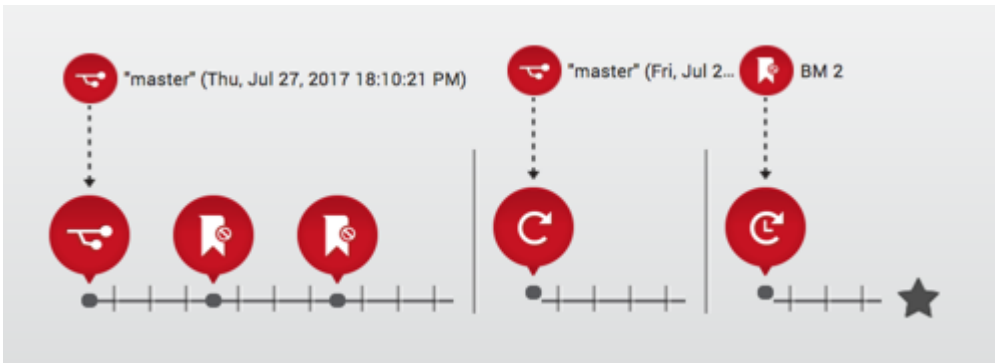 "master" (Thu, Jul 27, 2017 18:10:21 PM)
"master" (Fri, Jul 2...
BM 2